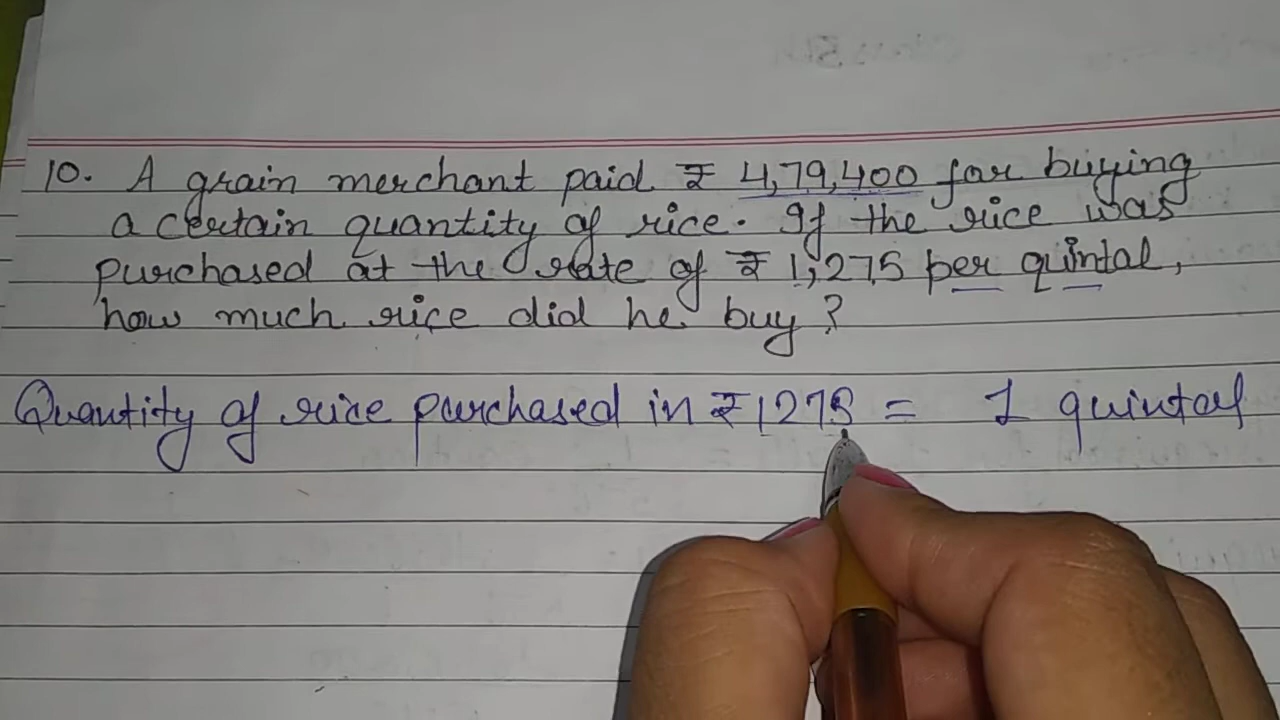 10. A grain merchant paid ₹ 4,79,400 for buying
a certain quantity of rice. If the rice was
purchased at the rate of ₹ 1,275 per quintal,
how much rice did he buy?
Quantity of rice purchased in ₹ 1275 = 1 quintal